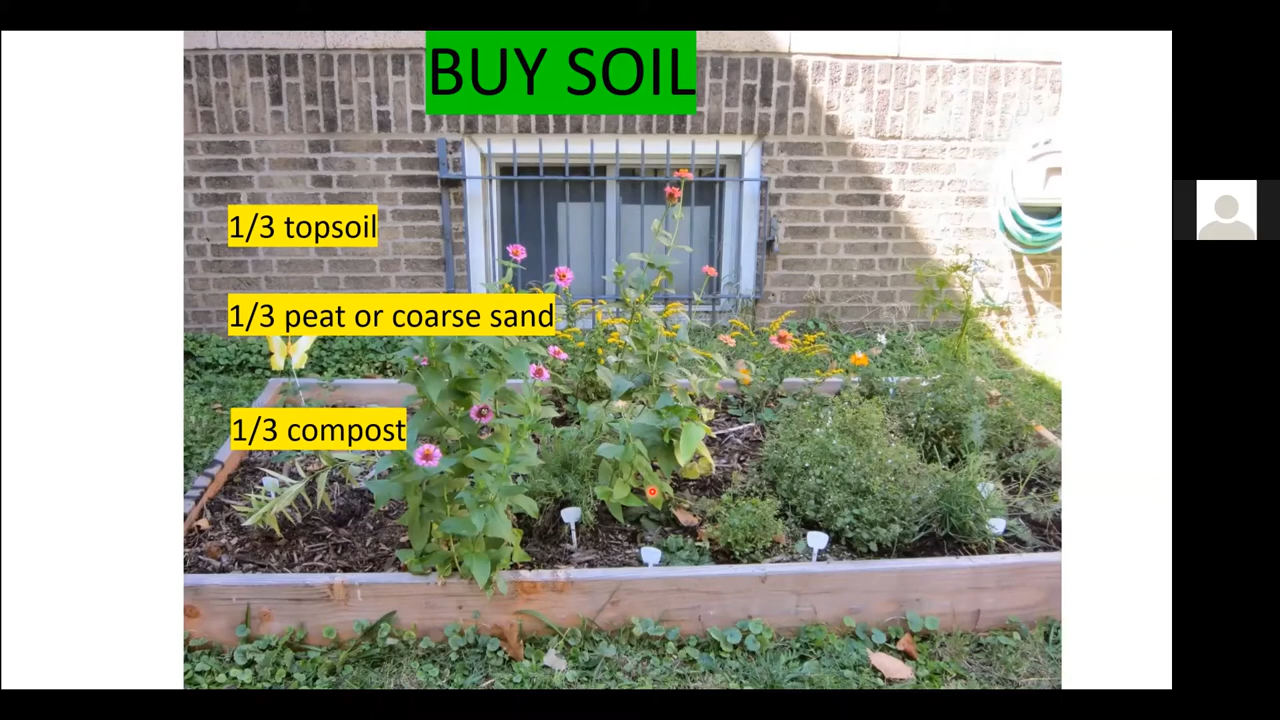 BUY SOIL
1/3 topsoil
1/3 peat or coarse sand
1/3 compost